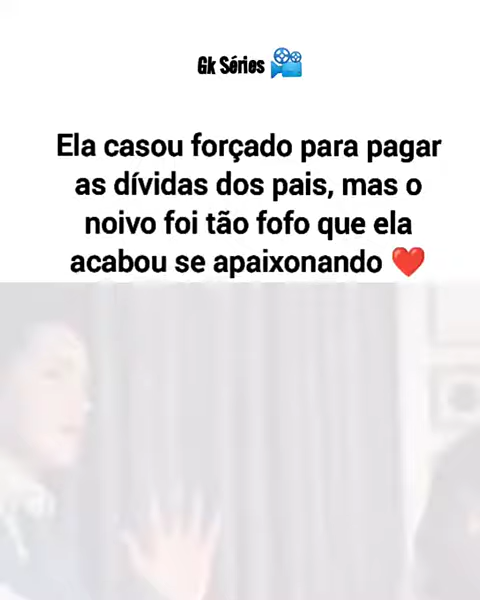 Gk Séries 🎥
Ela casou forçado para pagar
as dívidas dos pais, mas o
noivo foi tão fofo que ela
acabou se apaixonando ❤️